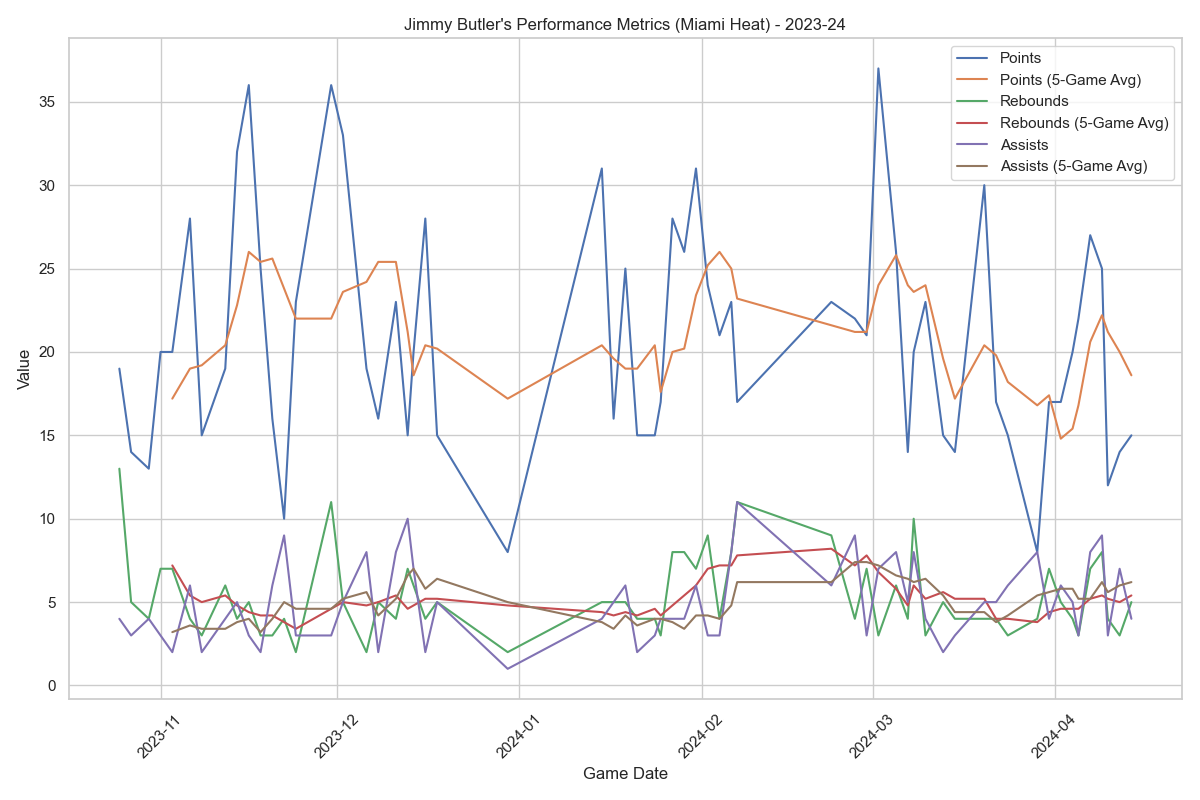 Jimmy Butler's Performance Metrics (Miami Heat) - 2023-24
Points
Points (5-Game Avg)
Rebounds
Rebounds (5-Game Avg)
Assists
Assists (5-Game Avg)
Value
35
30
25
20
15
10
5
0
2023-11
2023-12
2024-01
2024-02
2024-03
2024-04
Game Date